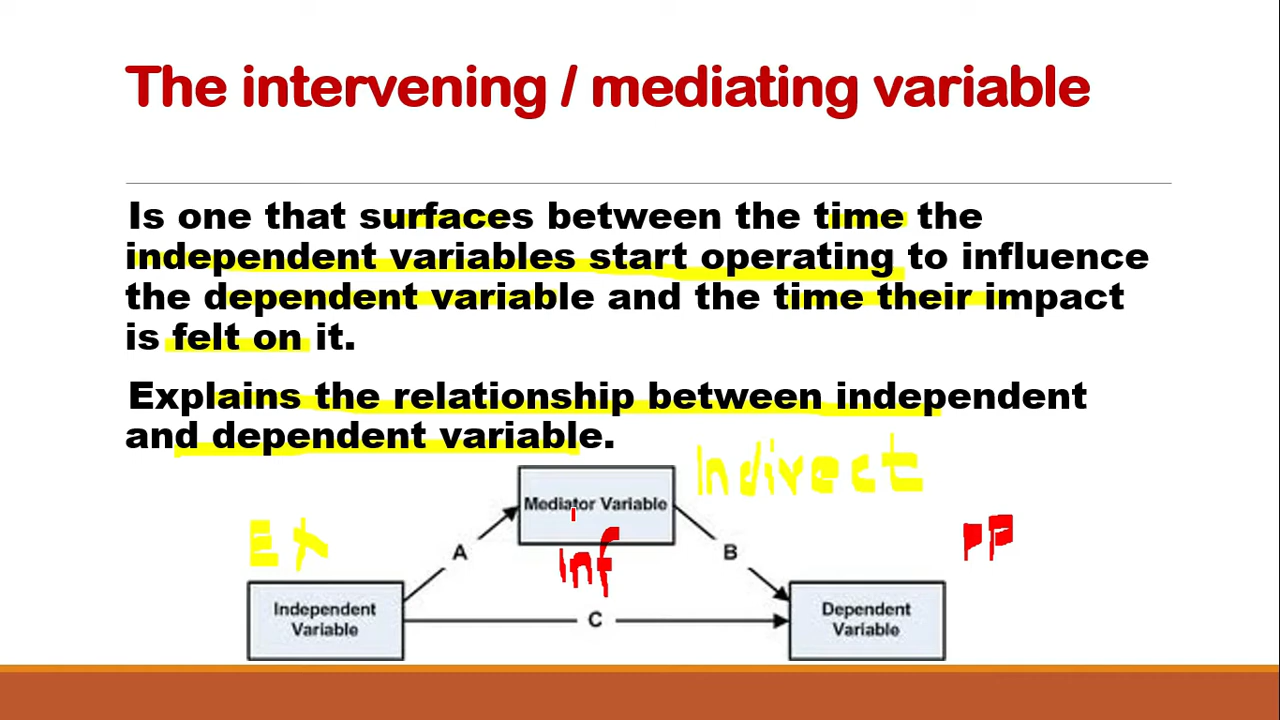 The intervening / mediating variable
Is one that surfaces between the time the
independent variables start operating to influence
the dependent variable and the time their impact
is felt on it.
Explains the relationship between independent
and dependent variable.
Indirect
Mediator Variable
Ex
A
inf
B
PP
Independent
Variable
C
Dependent
Variable